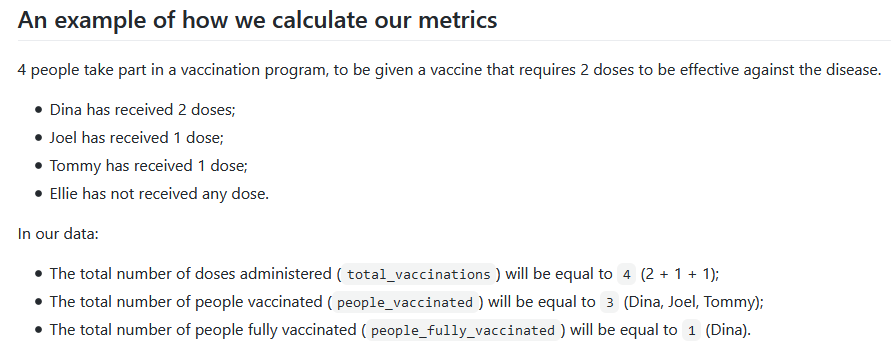 An example of how we calculate our metrics
4 people take part in a vaccination program, to be given a vaccine that requires 2 doses to be effective against the disease.
• Dina has received 2 doses;
• Joel has received 1 dose;
• Tommy has received 1 dose;
• Ellie has not received any dose.
In our data:
• The total number of doses administered ( total_vaccinations ) will be equal to 4 (2 + 1 + 1);
• The total number of people vaccinated ( people_vaccinated ) will be equal to 3 (Dina, Joel, Tommy);
• The total number of people fully vaccinated ( people_fully_vaccinated ) will be equal to 1 (Dina).